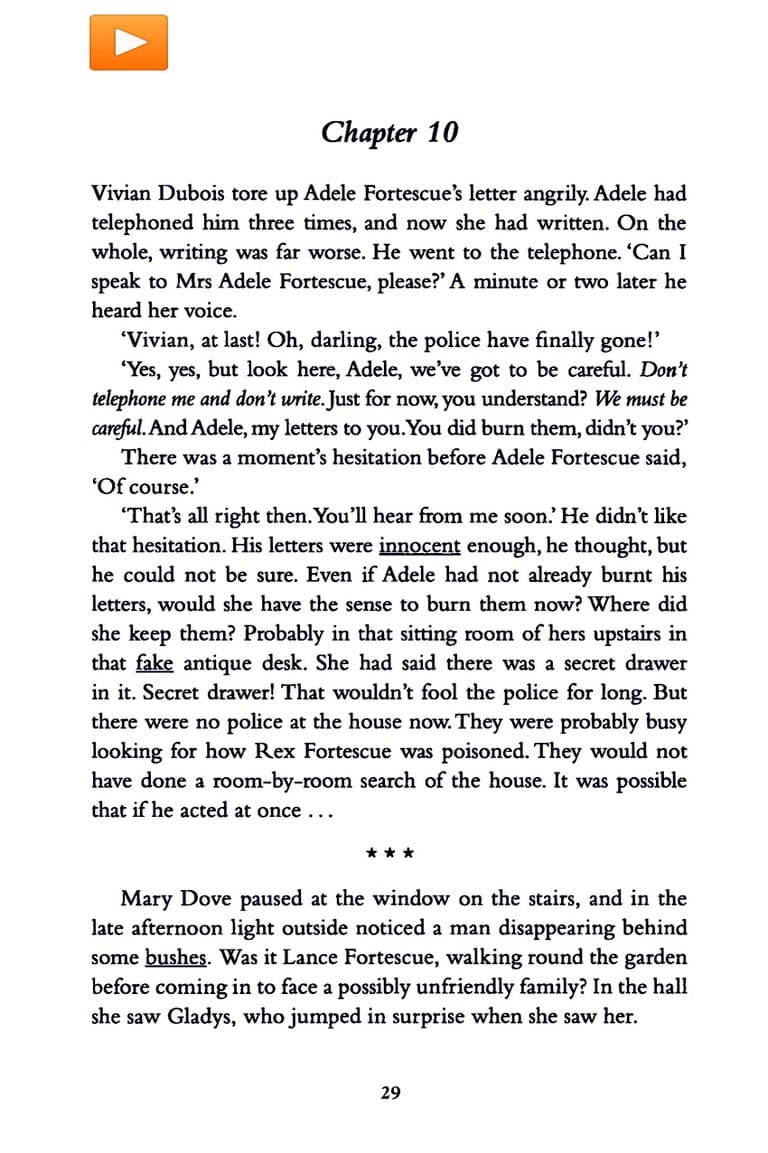 Chapter 10
Vivian Dubois tore up Adele Fortescue’s letter angrily. Adele had
telephoned him three times, and now she had written. On the
whole, writing was far worse. He went to the telephone. ‘Can I
speak to Mrs Adele Fortescue, please?’ A minute or two later he
heard her voice.
‘Vivian, at last! Oh, darling, the police have finally gone!’
‘Yes, yes, but look here, Adele, we’ve got to be careful. Don’t
telephone me and don’t write. Just for now, you understand? We must be
careful. And Adele, my letters to you. You did burn them, didn’t you?’
There was a moment’s hesitation before Adele Fortescue said,
‘Of course.’
‘That’s all right then. You’ll hear from me soon.’ He didn’t like
that hesitation. His letters were innocent enough, he thought, but
he could not be sure. Even if Adele had not already burnt his
letters, would she have the sense to burn them now? Where did
she keep them? Probably in that sitting room of hers upstairs in
that fake antique desk. She had said there was a secret drawer
in it. Secret drawer! That wouldn’t fool the police for long. But
there were no police at the house now. They were probably busy
looking for how Rex Fortescue was poisoned. They would not
have done a room-by-room search of the house. It was possible
that if he acted at once . . .
★ ★ ★
Mary Dove paused at the window on the stairs, and in the
late afternoon light outside noticed a man disappearing behind
some bushes. Was it Lance Fortescue, walking round the garden
before coming in to face a possibly unfriendly family? In the hall
she saw Gladys, who jumped in surprise when she saw her.
29